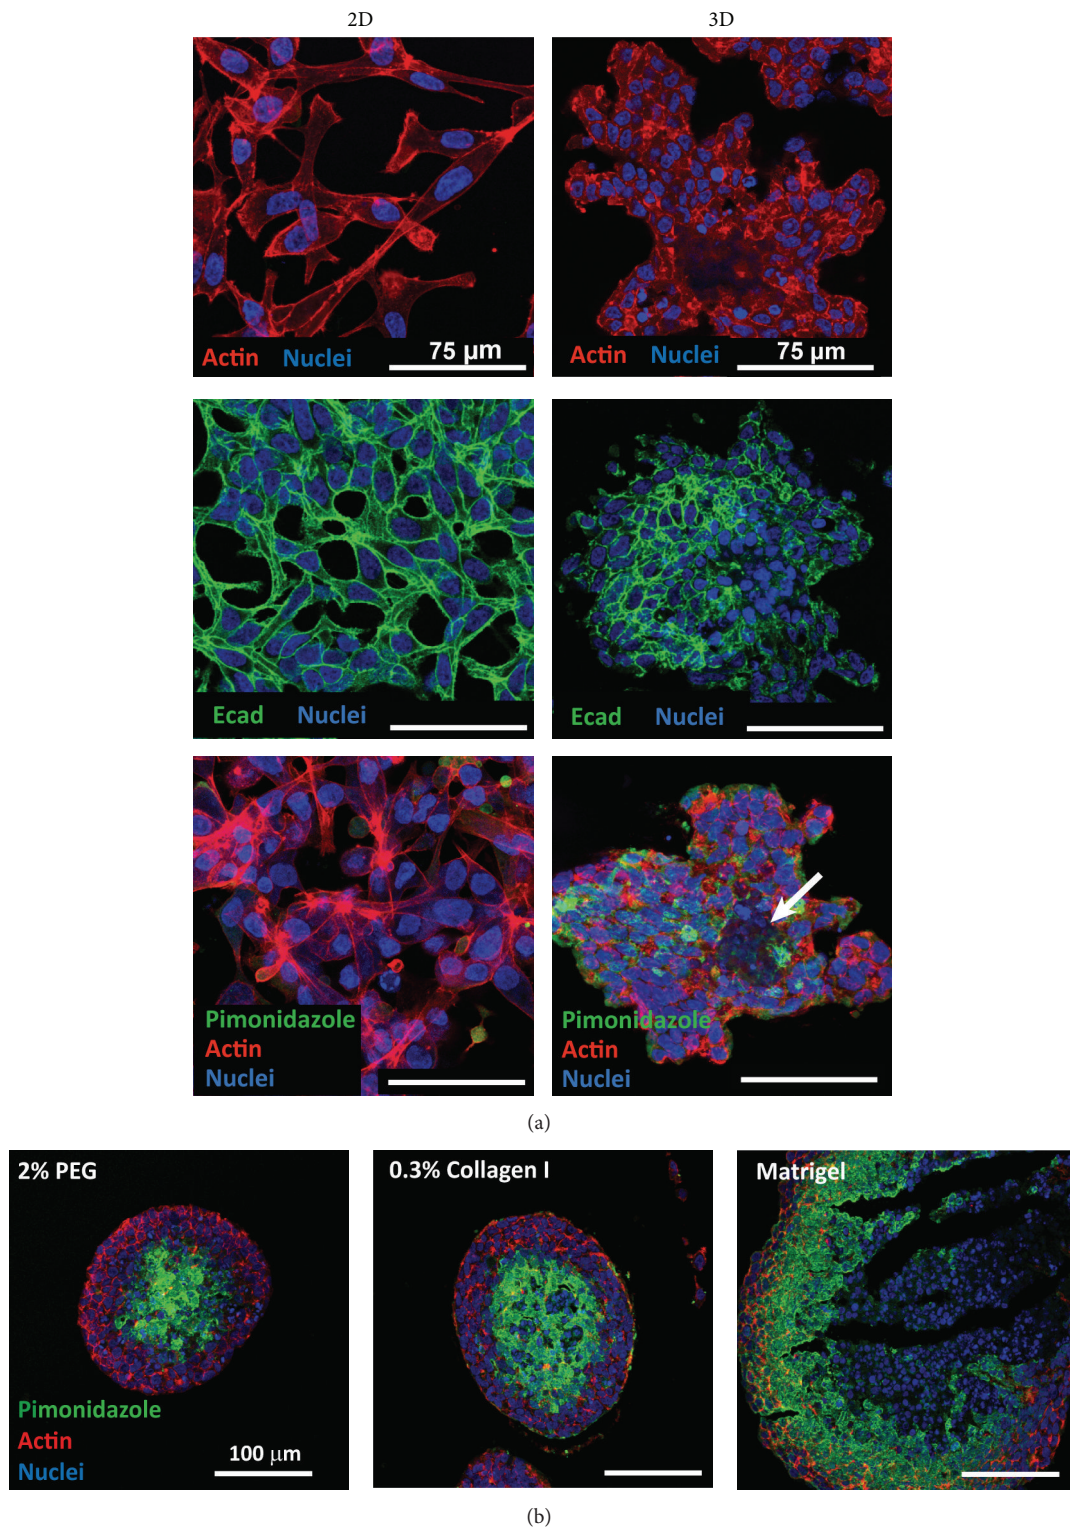 2D 3D
Actin Nuclei 75 µm
Actin Nuclei 75 µm
Ecad Nuclei
Ecad Nuclei
Pimonidazole
Actin
Nuclei
Pimonidazole
Actin
Nuclei
(a)
2% PEG
Pimonidazole
Actin
Nuclei
100 µm
0.3% Collagen I
Matrigel
(b)